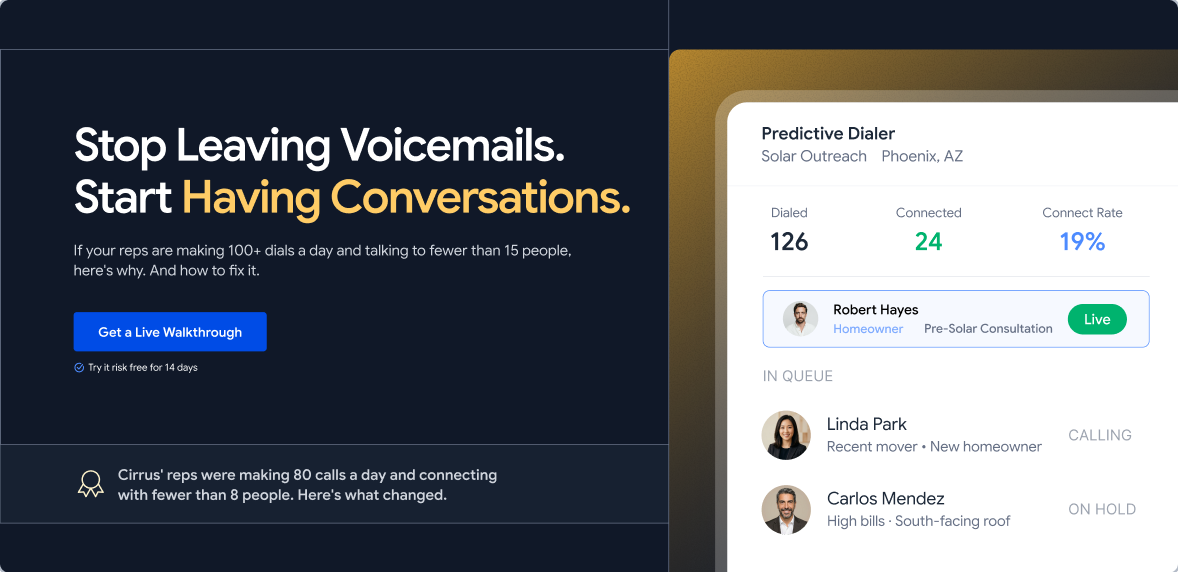 Stop Leaving Voicemails.
Start Having Conversations.
If your reps are making 100+ dials a day and talking to fewer than 15 people,
here's why. And how to fix it.
Get a Live Walkthrough
Try it risk free for 14 days
Cirrus' reps were making 80 calls a day and connecting
with fewer than 8 people. Here's what changed.
Predictive Dialer
Solar Outreach Phoenix, AZ
Dialed Connected Connect Rate
126 24 19%
Robert Hayes
Homeowner Pre-Solar Consultation Live
IN QUEUE
Linda Park
Recent mover • New homeowner CALLING
Carlos Mendez
High bills · South-facing roof ON HOLD